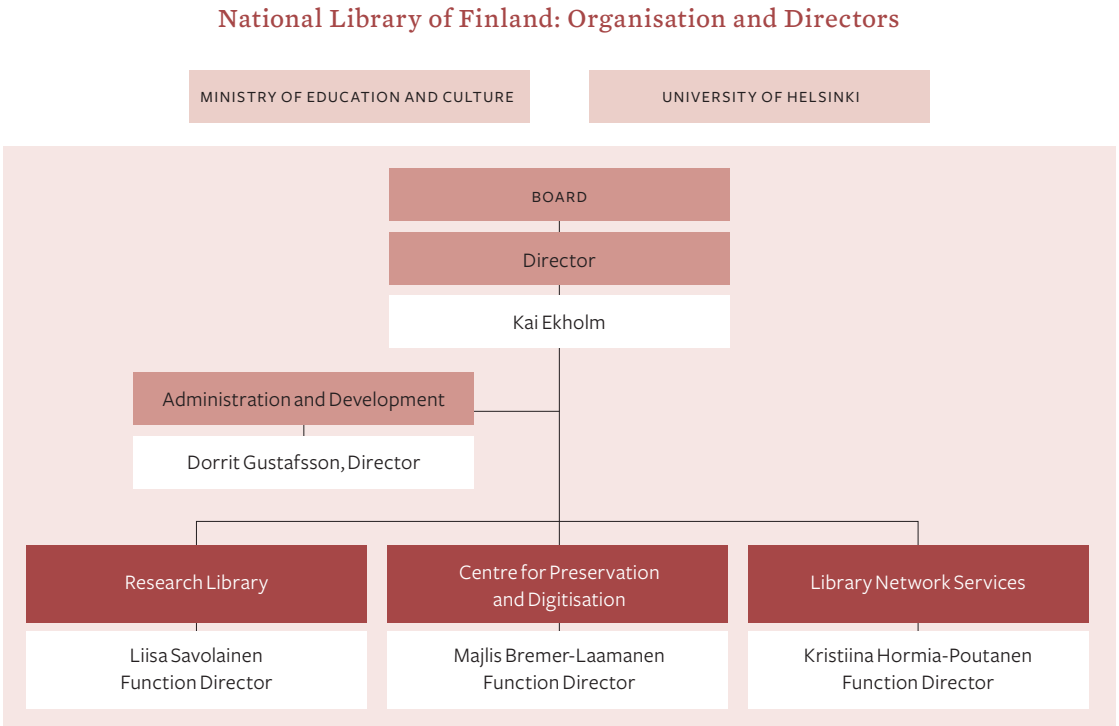 National Library of Finland: Organisation and Directors
MINISTRY OF EDUCATION AND CULTURE
UNIVERSITY OF HELSINKI
BOARD
Director
Kai Ekholm
Administration and Development
Dorrit Gustafsson, Director
Research Library
Liisa Savolainen
Function Director
Centre for Preservation
and Digitisation
Majlis Bremer-Laamanen
Function Director
Library Network Services
Kristiina Hormia-Poutanen
Function Director